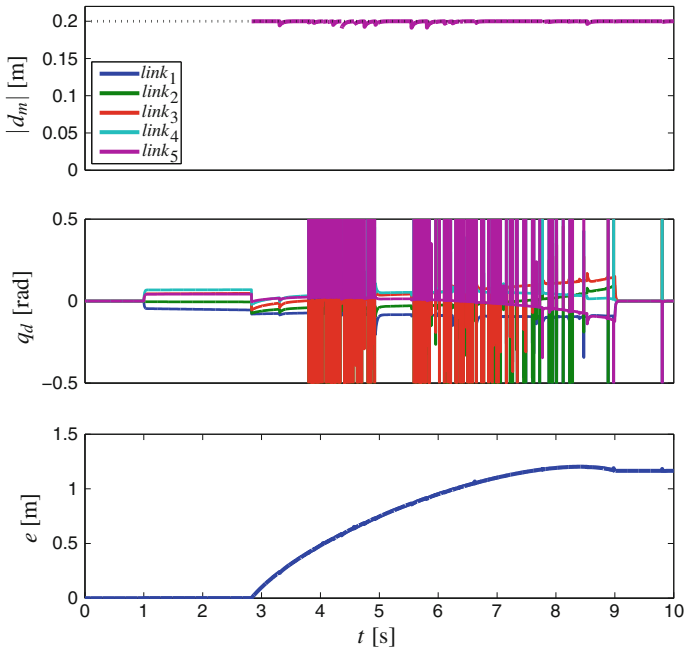 0.2
0.15
0.1
0.05
0
|d_m| [m]
link_1
link_2
link_3
link_4
link_5
0.5
0
−0.5
q_d [rad]
1.5
1
0.5
0
e [m]
0 1 2 3 4 5 6 7 8 9 10
t [s]